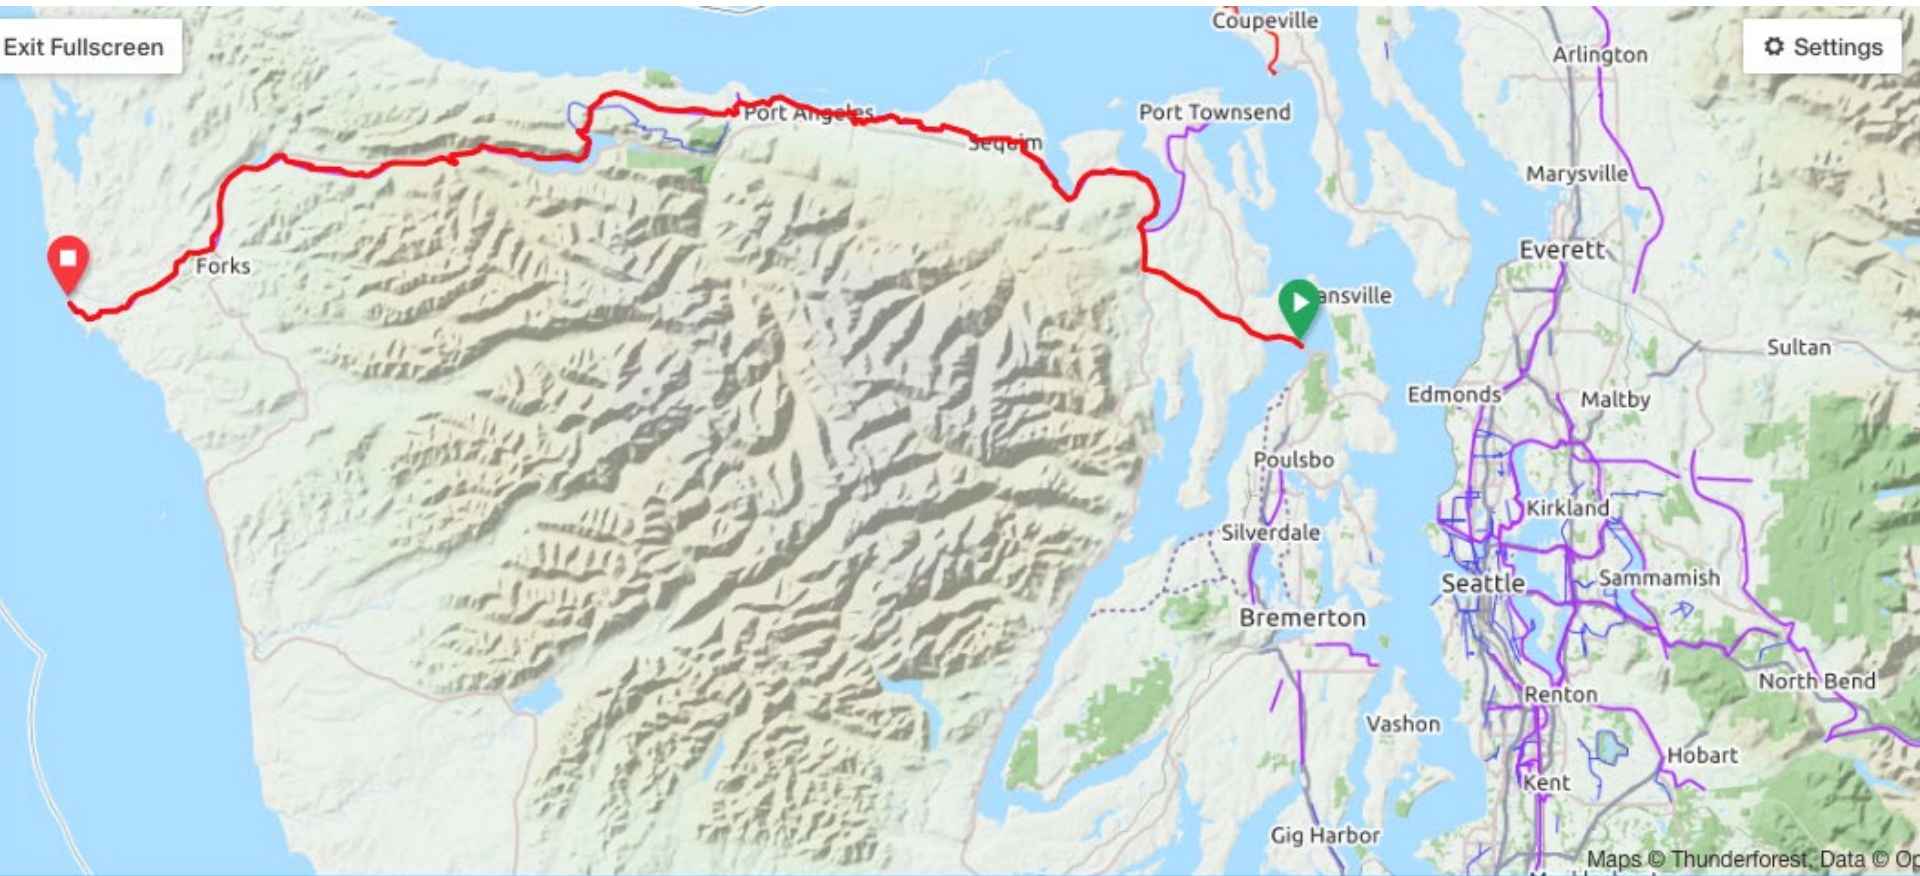 Coupeville
Exit Fullscreen
Settings
Arlington
Port Angeles
Port Townsend
Sequim
Marysville
Everett
Forks
ansville
Sultan
Edmonds
Maltby
Poulsbo
Kirkland
Silverdale
Seattle
Sammamish
Bremerton
North Bend
Renton
Vashon
Hobart
Kent
Gig Harbor
Maps © Thunderforest, Data © Op